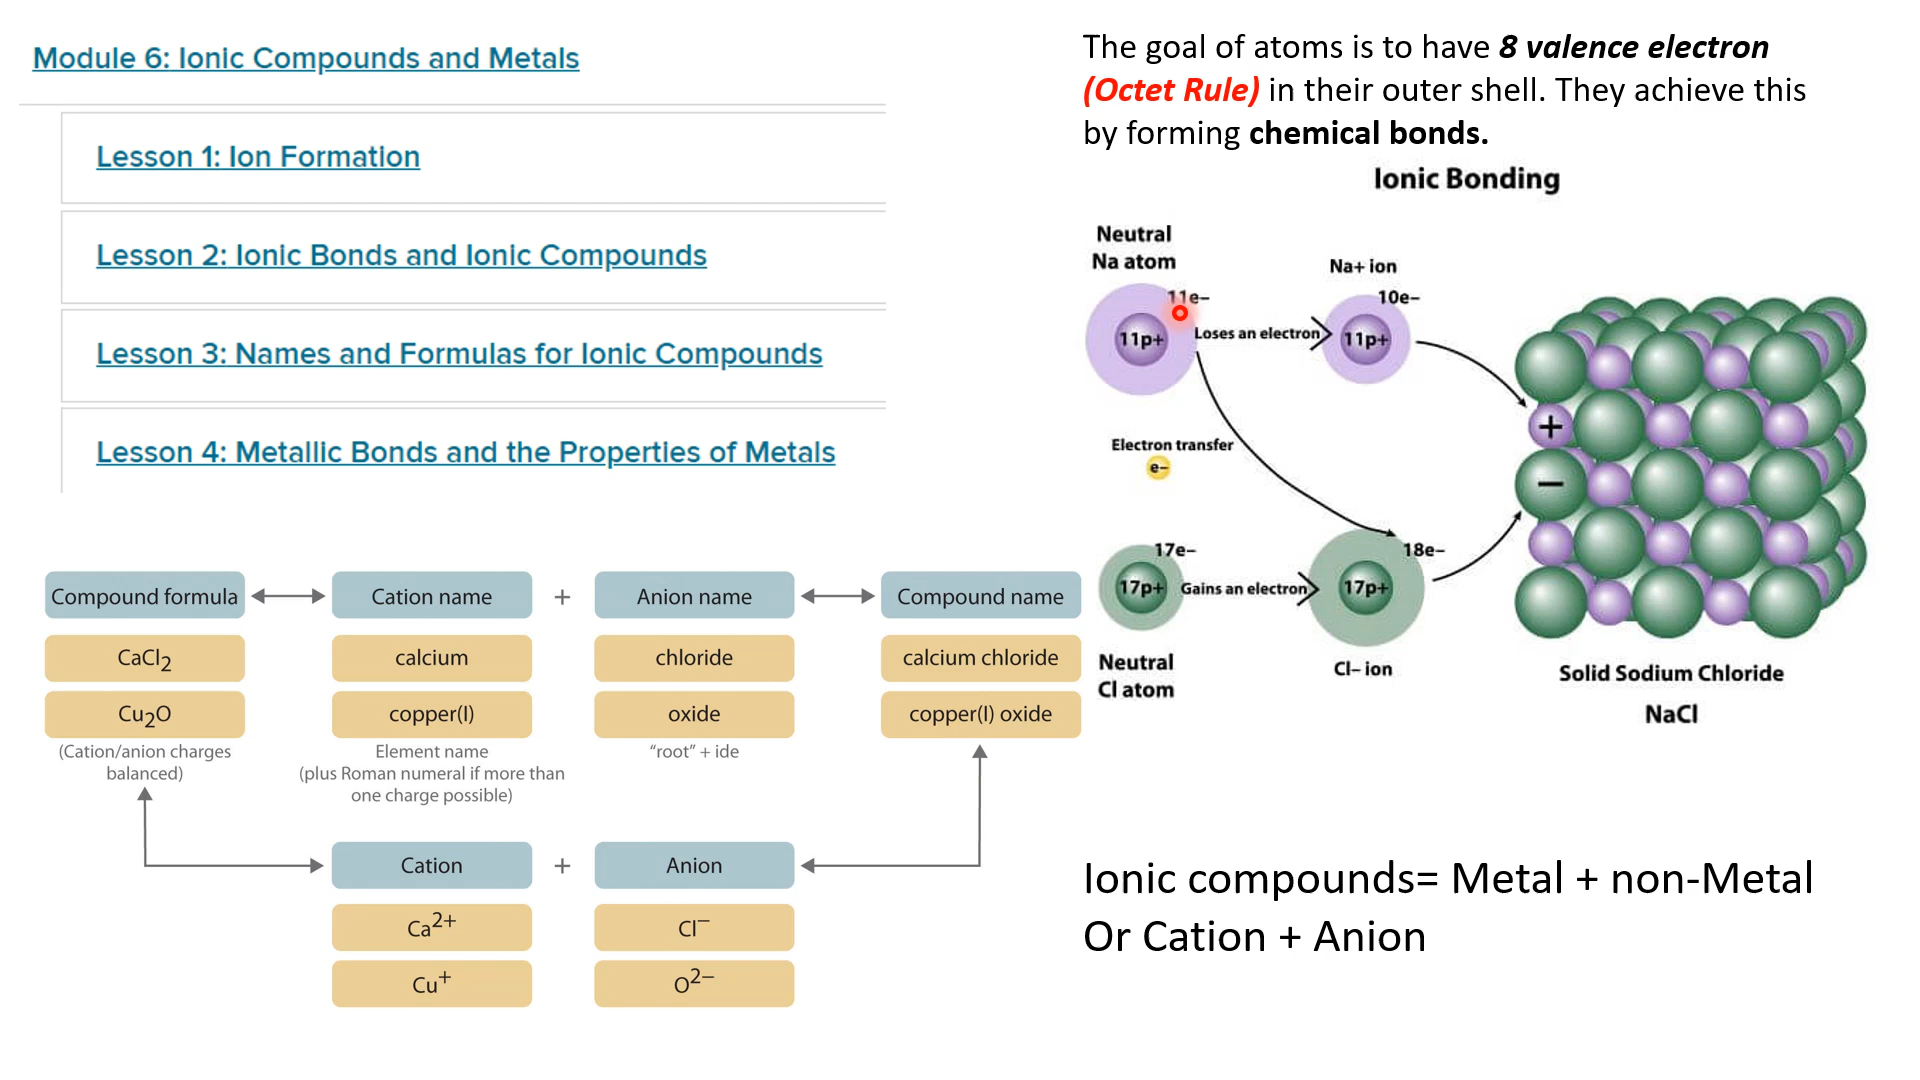 Module 6: Ionic Compounds and Metals
Lesson 1: Ion Formation
Lesson 2: Ionic Bonds and Ionic Compounds
Lesson 3: Names and Formulas for Ionic Compounds
Lesson 4: Metallic Bonds and the Properties of Metals
The goal of atoms is to have 8 valence electron
(Octet Rule) in their outer shell. They achieve this
by forming chemical bonds.
Ionic Bonding
Neutral
Na atom
11e–
11p+
Loses an electron
Na+ ion
10e–
11p+
Electron transfer
e–
17e–
17p+
Gains an electron
18e–
17p+
Neutral
Cl atom
Cl– ion
+
–
Solid Sodium Chloride
NaCl
Compound formula
Cation name + Anion name
Compound name
CaCl₂
calcium
chloride
calcium chloride
Cu₂O
copper(I)
oxide
copper(I) oxide
(Cation/anion charges
balanced)
Element name
(plus Roman numeral if more than
one charge possible)
“root” + ide
Cation + Anion
Ca²⁺
Cl⁻
Cu⁺
O²⁻
Ionic compounds= Metal + non-Metal
Or Cation + Anion